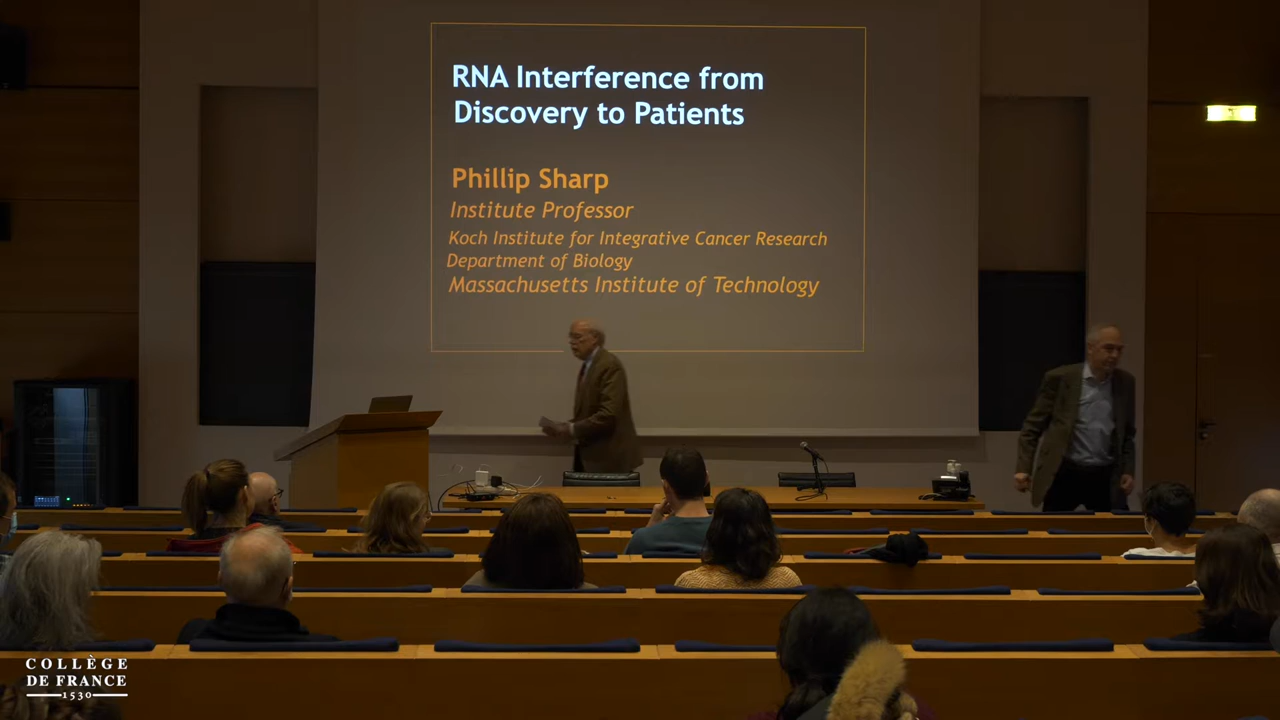 RNA Interference from
Discovery to Patients
Phillip Sharp
Institute Professor
Koch Institute for Integrative Cancer Research
Department of Biology
Massachusetts Institute of Technology
COLLÈGE
DE FRANCE
1530